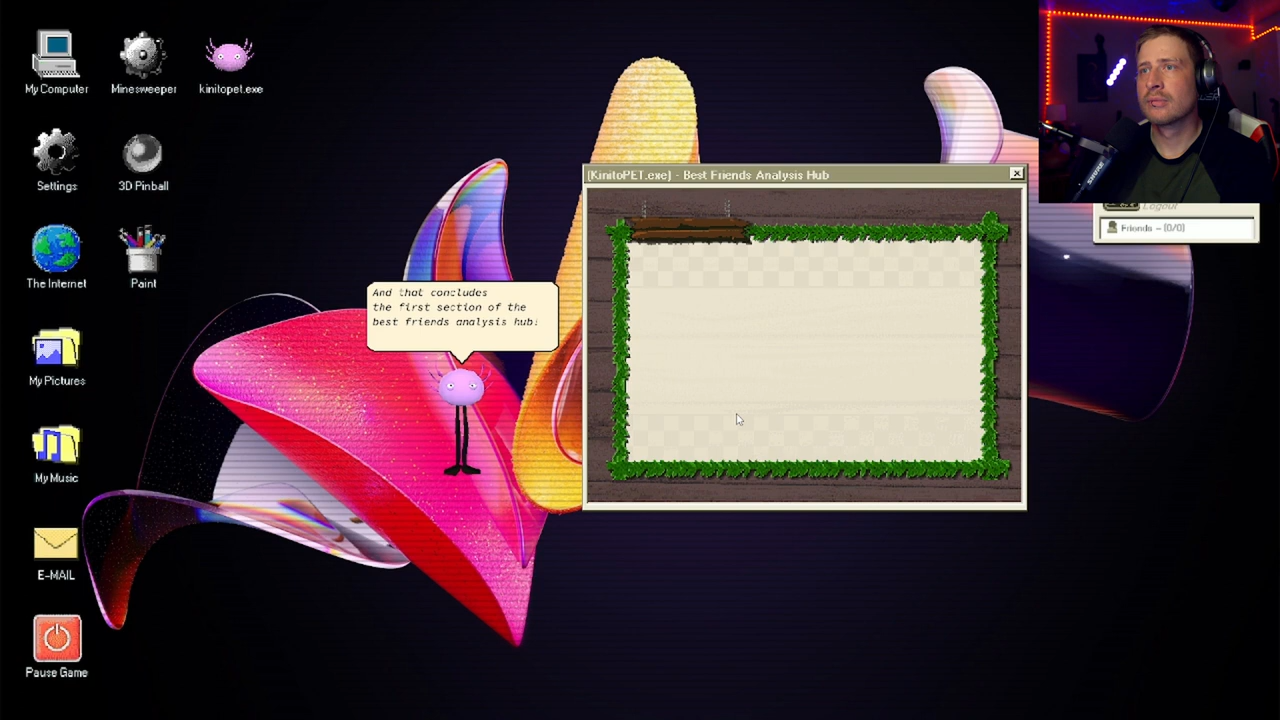 My Computer
Minesweeper
kinitopet.exe
Settings
3D Pinball
The Internet
Paint
My Pictures
My Music
E-MAIL
Pause Game
And that concludes
the first section of the
best friends analysis hub!
[KinitoPET.exe] - Best Friends Analysis Hub
Logout
Friends - [0/0]
SHURE